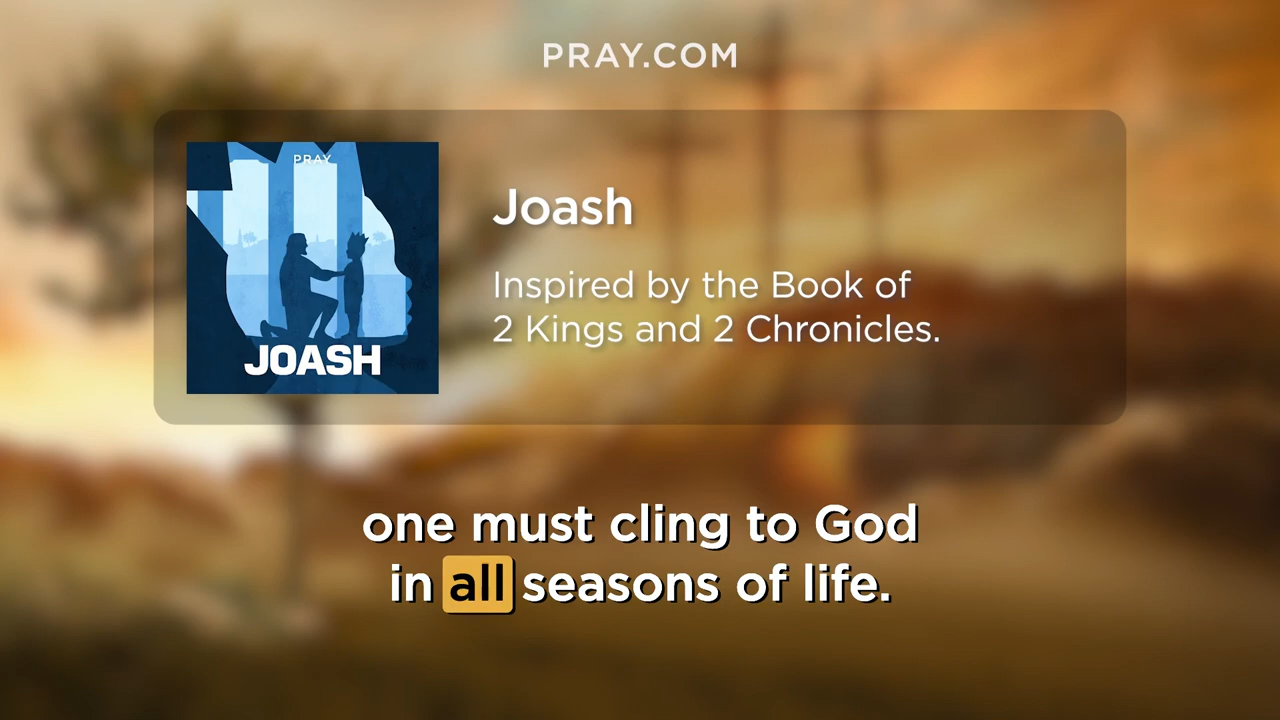 PRAY.COM
PRAY
JOASH
Joash
Inspired by the Book of
2 Kings and 2 Chronicles.
one must cling to God
in all seasons of life.